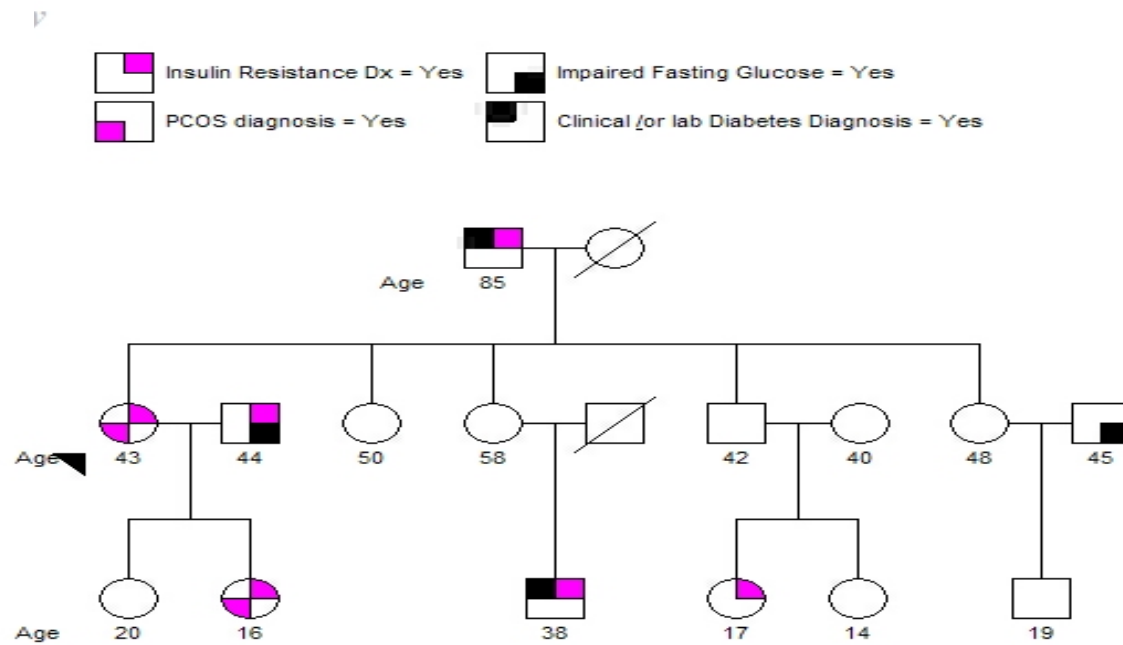 Insulin Resistance Dx = Yes Impaired Fasting Glucose = Yes
PCOS diagnosis = Yes Clinical /or lab Diabetes Diagnosis = Yes
Age 85
Age 43 44 50 58 42 40 48 45
Age 20 16 38 17 14 19